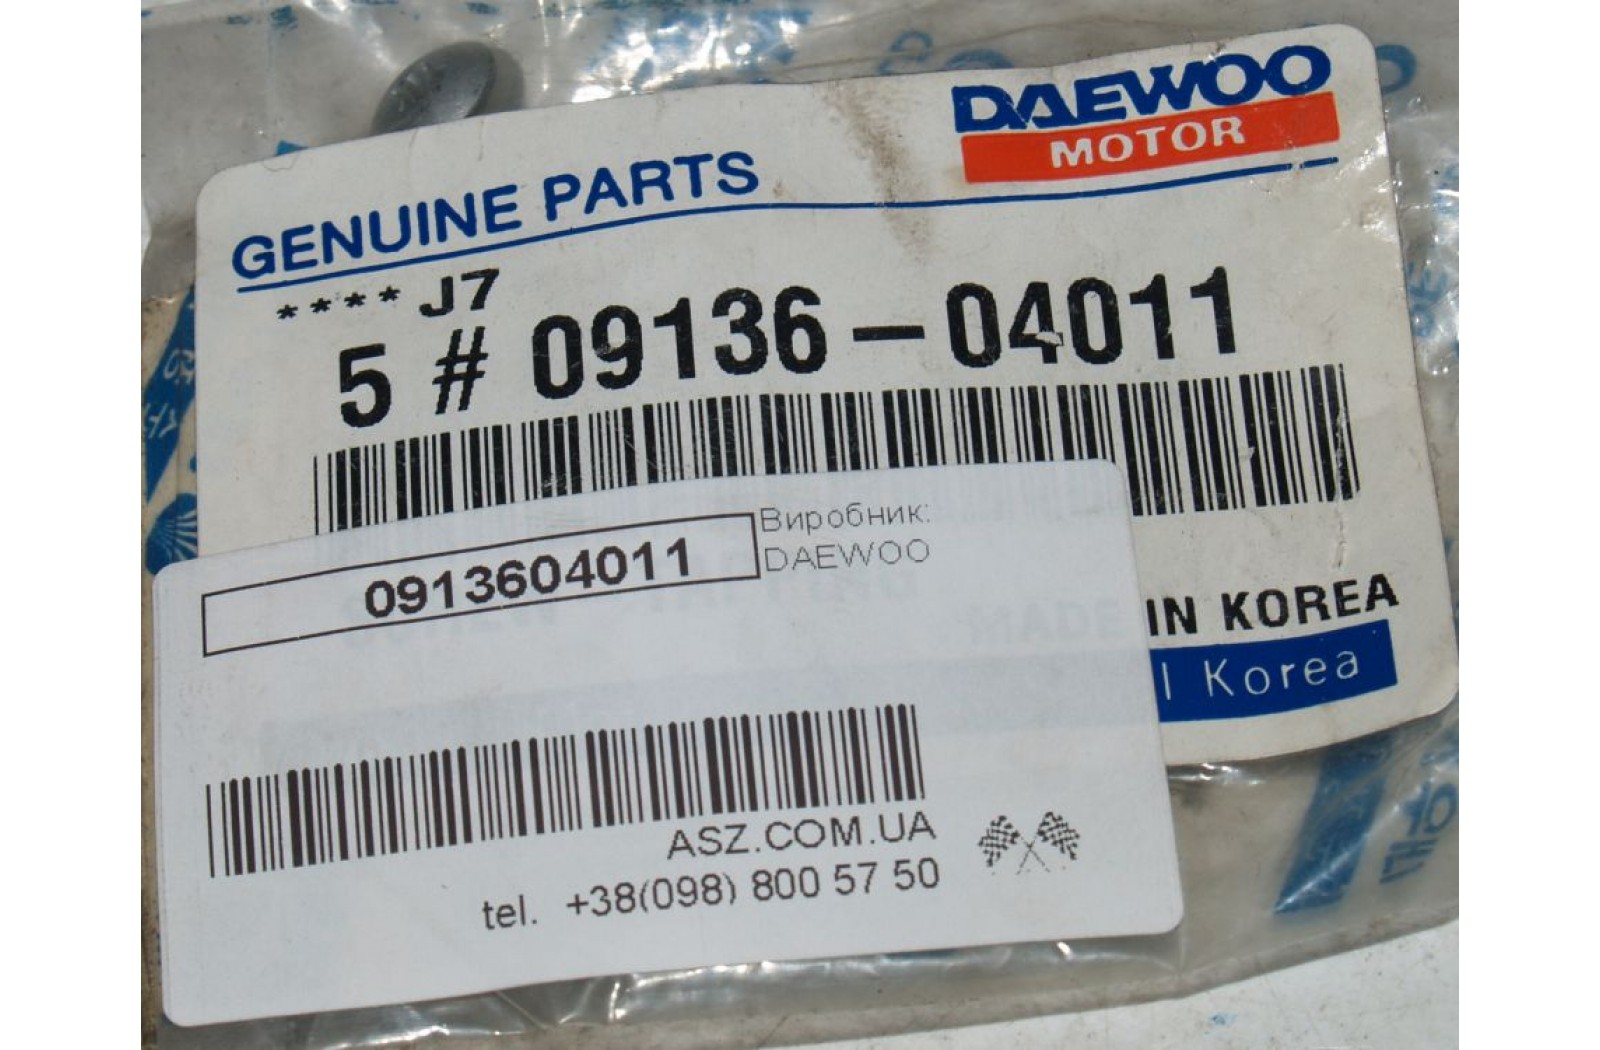 DAEWOO
MOTOR
GENUINE PARTS
**** J7
5 # 09136-04011
0913604011
Виробник:
DAEWOO
MADE IN KOREA
l Korea
ASZ.COM.UA
tel. +38(098) 800 57 50